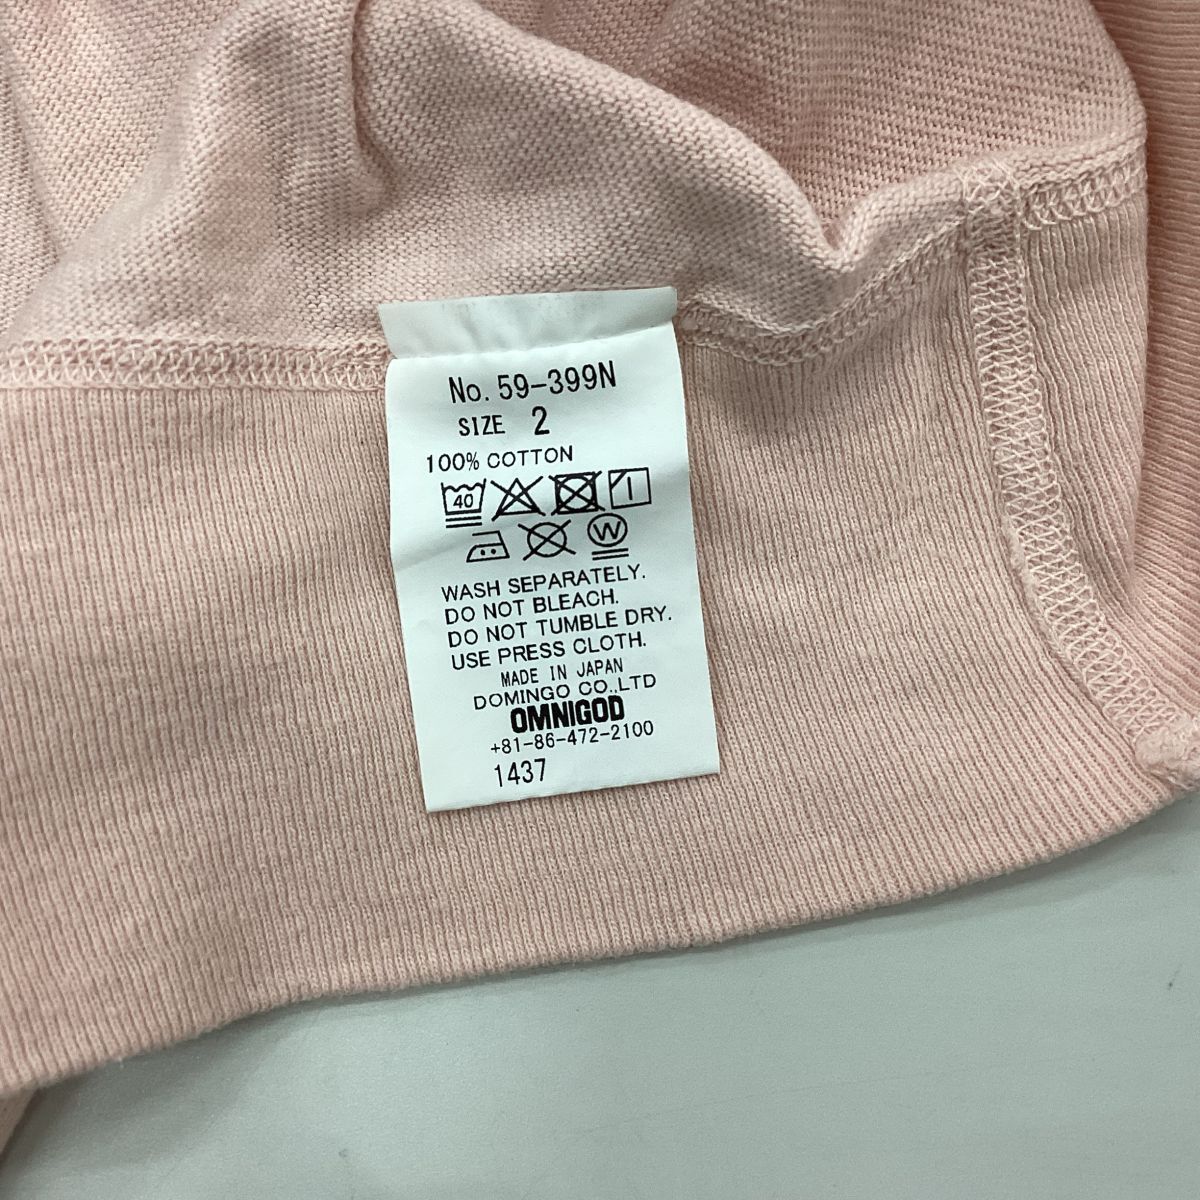 No. 59-399N
SIZE 2
100% COTTON
40
W
WASH SEPARATELY.
DO NOT BLEACH.
DO NOT TUMBLE DRY.
USE PRESS CLOTH.
MADE IN JAPAN
DOMINGO CO.,LTD
OMNIGOD
+81-86-472-2100
1437